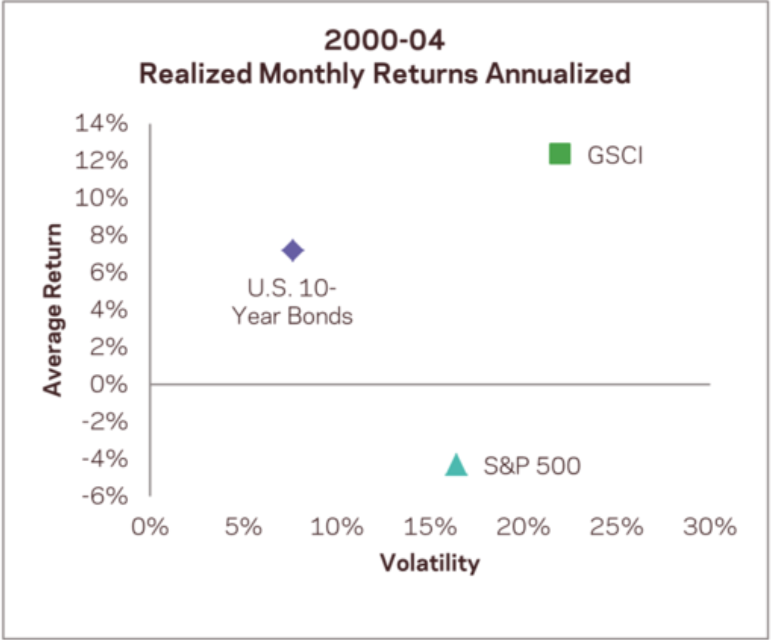 2000-04
Realized Monthly Returns Annualized
14%
12%
10%
8%
6%
4%
2%
0%
-2%
-4%
-6%
Average Return
GSCI
U.S. 10-
Year Bonds
S&P 500
0% 5% 10% 15% 20% 25% 30%
Volatility